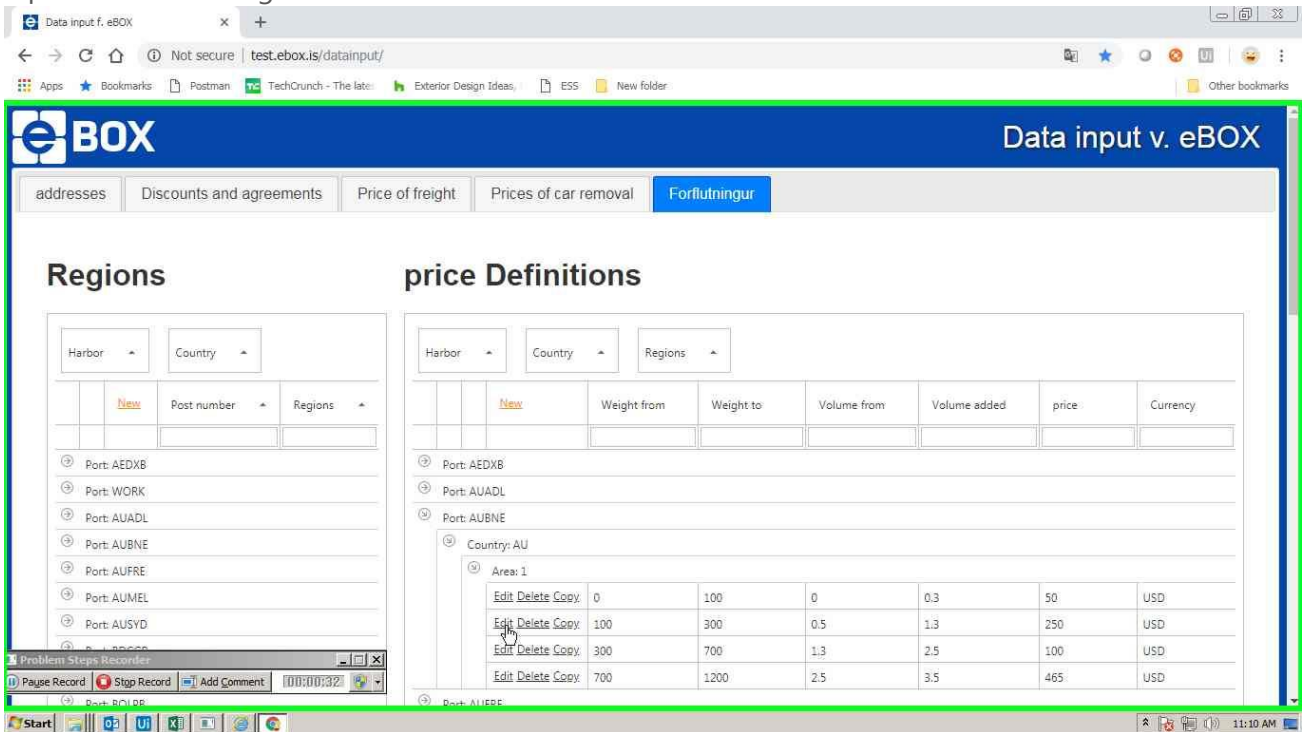 Data input f. eBOX
Not secure | test.ebox.is/datainput/
Apps Bookmarks Postman TechCrunch - The late Exterior Design Ideas, ESS New folder Other bookmarks
e BOX Data input v. eBOX
addresses Discounts and agreements Price of freight Prices of car removal Forflutningur
Regions price Definitions
Harbor Country Harbor Country Regions
New Post number Regions New Weight from Weight to Volume from Volume added price Currency
Port: AEDXB Port: AEDXB
Port: WORK Port: AUADL
Port: AUADL Port: AUBNE
Port: AUBNE Country: AU
Port: AUFRE Area: 1
Port: AUMEL Edit Delete Copy 0 100 0 0.3 50 USD
Port: AUSYD Edit Delete Copy 100 300 0.5 1.3 250 USD
Edit Delete Copy 300 700 1.3 2.5 100 USD
Problem Steps Recorder
Pause Record Stop Record Add Comment 00:00:32 Edit Delete Copy 700 1200 2.5 3.5 465 USD
Port: BOLPB Port: AUFRE
Start 11:10 AM